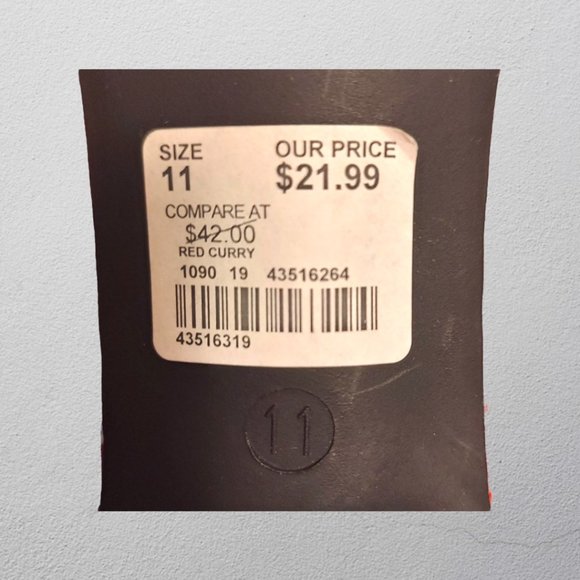 SIZE OUR PRICE
11 $21.99
COMPARE AT
$42.00
RED CURRY
1090 19 43516264
43516319
11